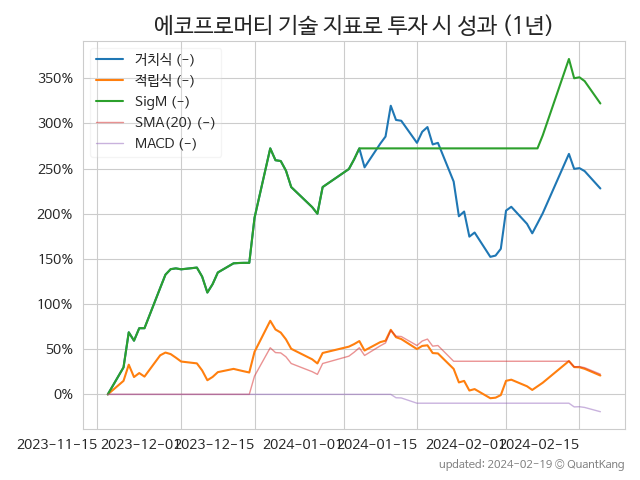 에코프로머티 기술 지표로 투자 시 성과 (1년)
거치식 (-)
적립식 (-)
SigM (-)
SMA(20) (-)
MACD (-)
350%
300%
250%
200%
150%
100%
50%
0%
2023-11-15 2023-12-01 2023-12-15 2024-01-01 2024-01-15 2024-02-01 2024-02-15
updated: 2024-02-19 © QuantKang